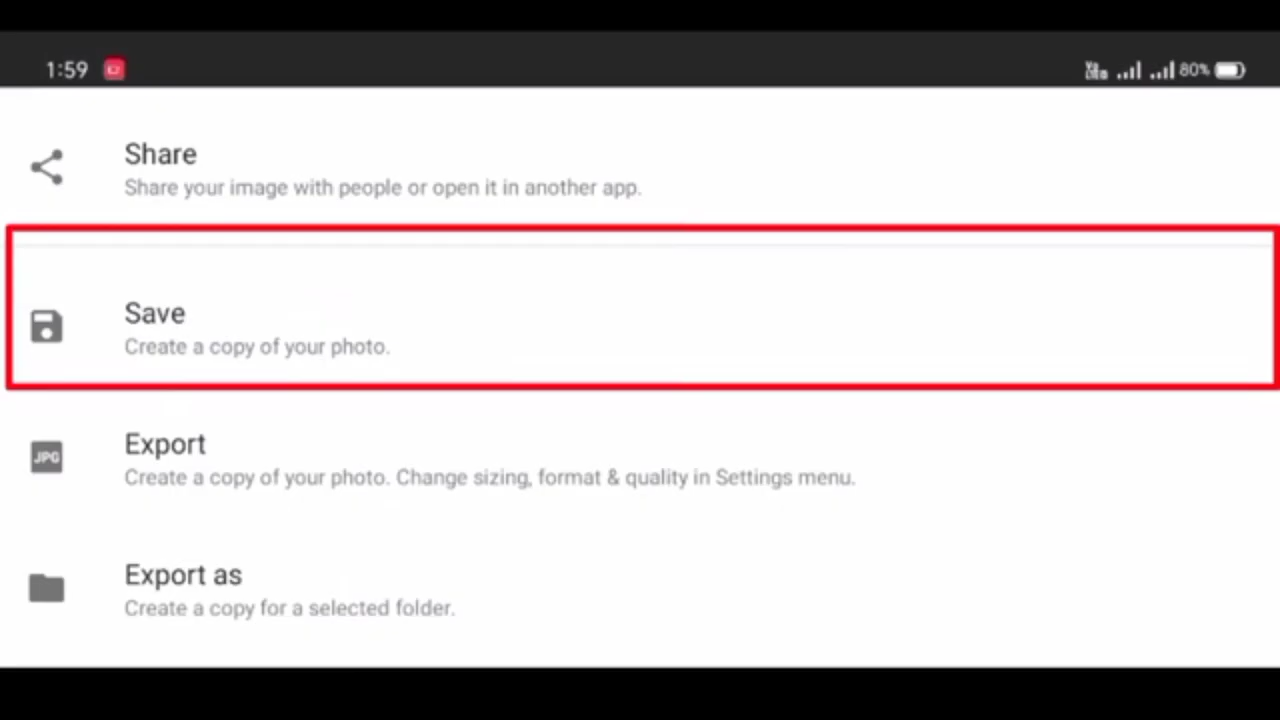 1:59
80%
Share
Share your image with people or open it in another app.
Save
Create a copy of your photo.
JPG
Export
Create a copy of your photo. Change sizing, format & quality in Settings menu.
Export as
Create a copy for a selected folder.